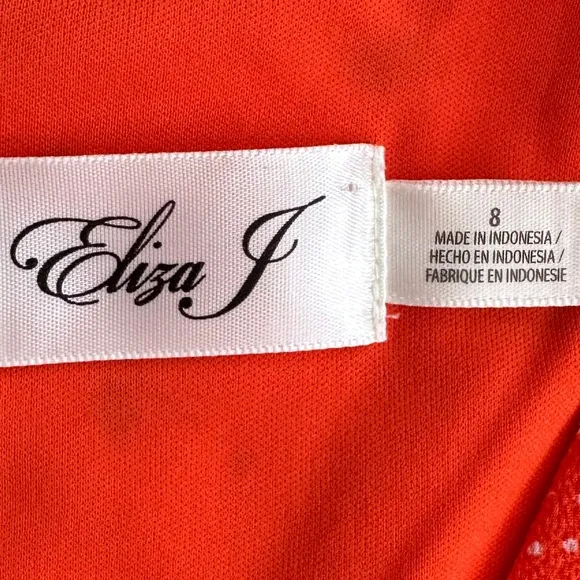 Eliza J
8
MADE IN INDONESIA /
HECHO EN INDONESIA /
FABRIQUE EN INDONESIE